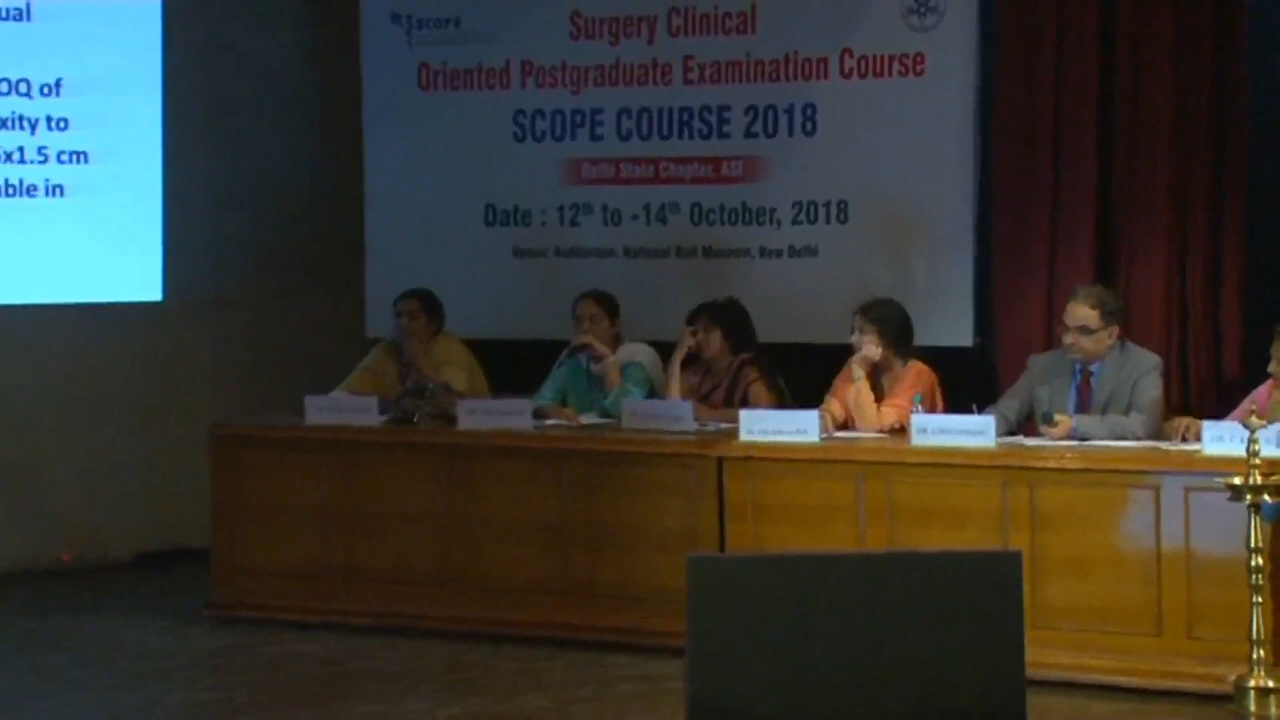 ual
OQ of
xity to
x1.5 cm
ble in
scope
Surgery Clinical
Oriented Postgraduate Examination Course
SCOPE COURSE 2018
Delhi State Chapter, ASI
Date : 12th to -14th October, 2018
Venue: Auditorium, National Rail Museum, New Delhi